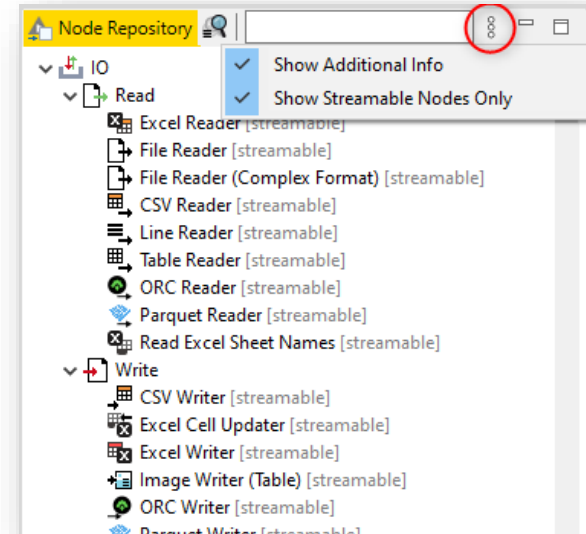 Node Repository
Show Additional Info
Show Streamable Nodes Only
IO
Read
Excel Reader [streamable]
File Reader [streamable]
File Reader (Complex Format) [streamable]
CSV Reader [streamable]
Line Reader [streamable]
Table Reader [streamable]
ORC Reader [streamable]
Parquet Reader [streamable]
Read Excel Sheet Names [streamable]
Write
CSV Writer [streamable]
Excel Cell Updater [streamable]
Excel Writer [streamable]
Image Writer (Table) [streamable]
ORC Writer [streamable]
Parquet Writer [streamable]